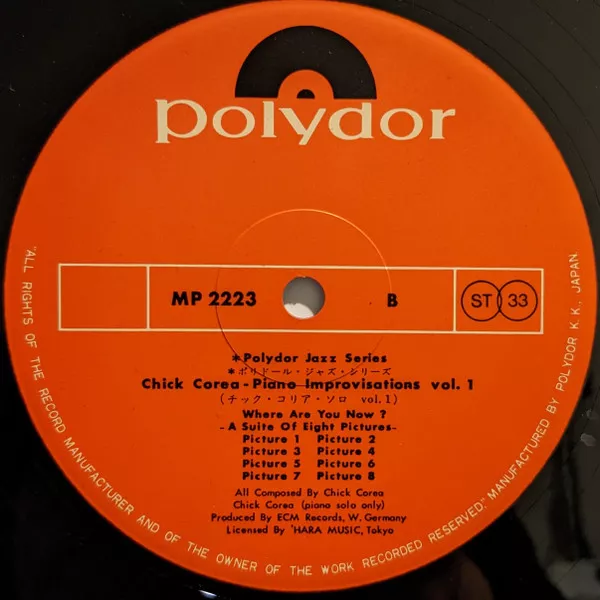 polydor
MP 2223 B ST 33
*Polydor Jazz Series
*ポリドール・ジャズ・シリーズ
Chick Corea - Piano Improvisations vol. 1
(チック・コリア・ソロ vol. 1)
Where Are You Now ?
-A Suite Of Eight Pictures-
Picture 1 Picture 2
Picture 3 Picture 4
Picture 5 Picture 6
Picture 7 Picture 8
All Composed By Chick Corea
Chick Corea (piano solo only)
Produced By ECM Records, W. Germany
Licensed By 'HARA MUSIC, Tokyo
"ALL RIGHTS OF THE RECORD MANUFACTURER AND OF THE OWNER OF THE WORK RECORDED RESERVED." MANUFACTURED BY POLYDOR K. K., JAPAN.